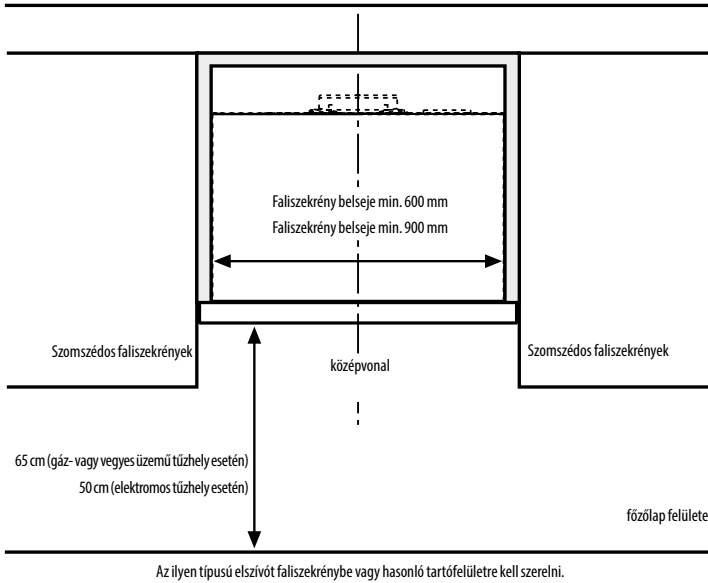 Faliszekrény belseje min. 600 mm
Faliszekrény belseje min. 900 mm
Szomszédos faliszekrények
középvonal
Szomszédos faliszekrények
65 cm (gáz- vagy vegyes üzemű tűzhely esetén)
50 cm (elektromos tűzhely esetén)
főzőlap felülete
Az ilyen típusú elszívót faliszekrénybe vagy hasonló tartófelületre kell szerelni.